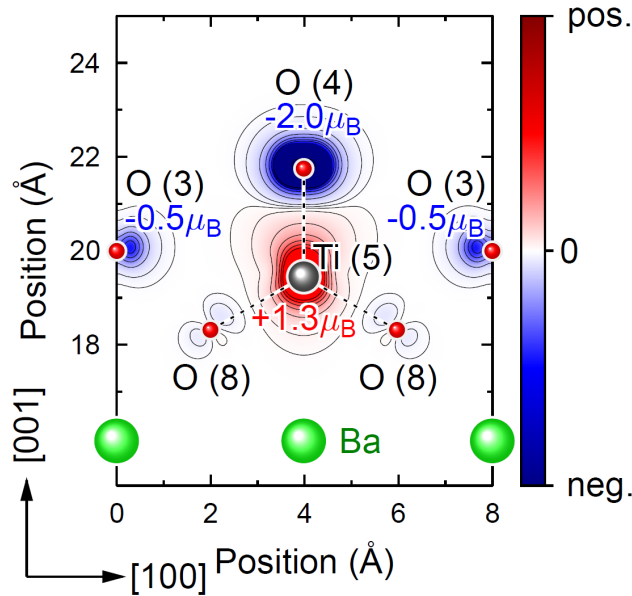 pos.
24
O (4)
-2.0μB
22
O (3)
O (3)
-0.5μB
-0.5μB
0
20
Ti (5)
Position (Å)
+1.3μB
18
O (8)
O (8)
Ba
[001]
neg.
0
2
4
6
8
Position (Å)
[100]